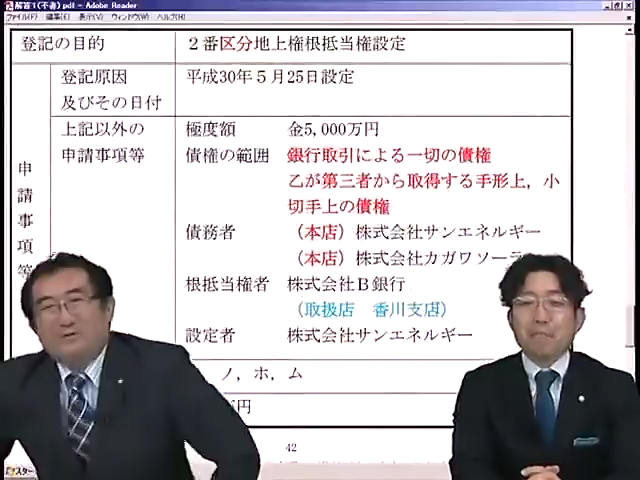 解答1(不登).pdf - Adobe Reader
ファイル(F) 編集(E) 表示(V) ウィンドウ(W) ヘルプ(H)
登記の目的 ２番区分地上権根抵当権設定
登記原因 平成30年５月25日設定
及びその日付
上記以外の 極度額 金5,000万円
申請事項等 債権の範囲 銀行取引による一切の債権
乙が第三者から取得する手形上，小
切手上の債権
債務者 （本店）株式会社サンエネルギー
（本店）株式会社カガワソーラ
根抵当権者 株式会社Ｂ銀行
（取扱店 香川支店）
設定者 株式会社サンエネルギー
申請事項等
ノ，ホ，ム
万円
42
スター